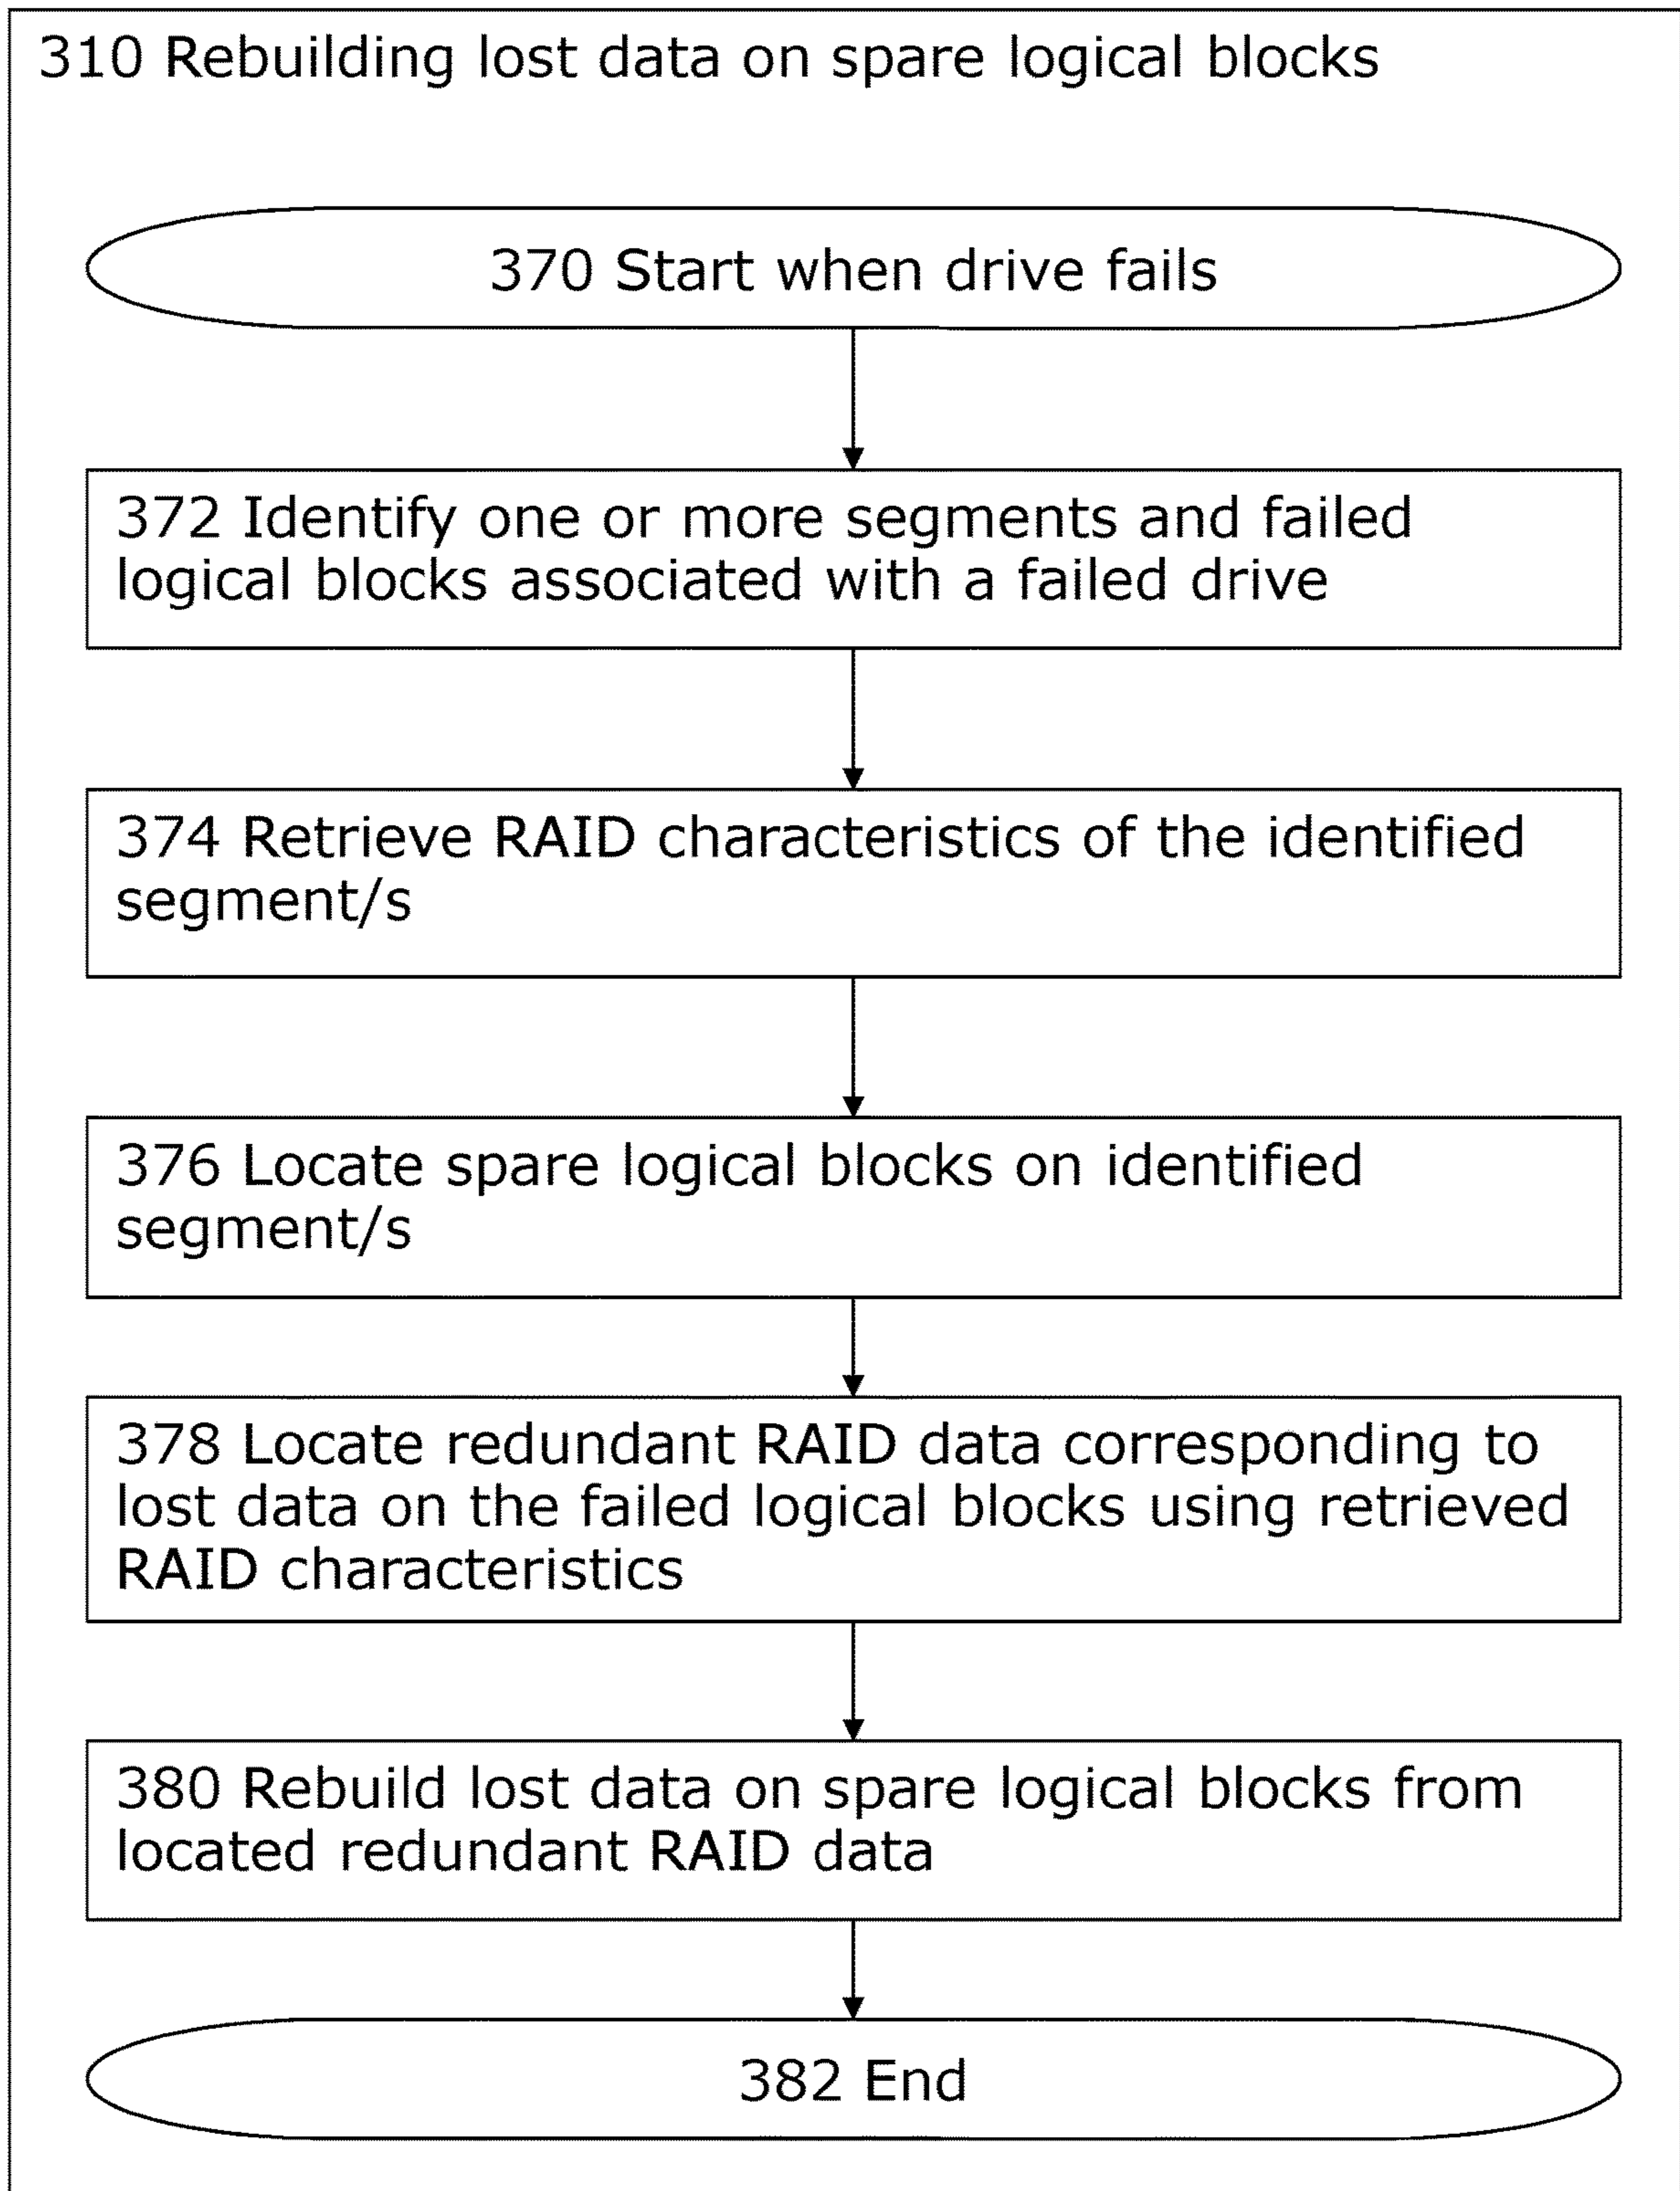 310 Rebuilding lost data on spare logical blocks
370 Start when drive fails
372 Identify one or more segments and failed
logical blocks associated with a failed drive
374 Retrieve RAID characteristics of the identified
segment/s
376 Locate spare logical blocks on identified
segment/s
378 Locate redundant RAID data corresponding to
lost data on the failed logical blocks using retrieved
RAID characteristics
380 Rebuild lost data on spare logical blocks from
located redundant RAID data
382 End